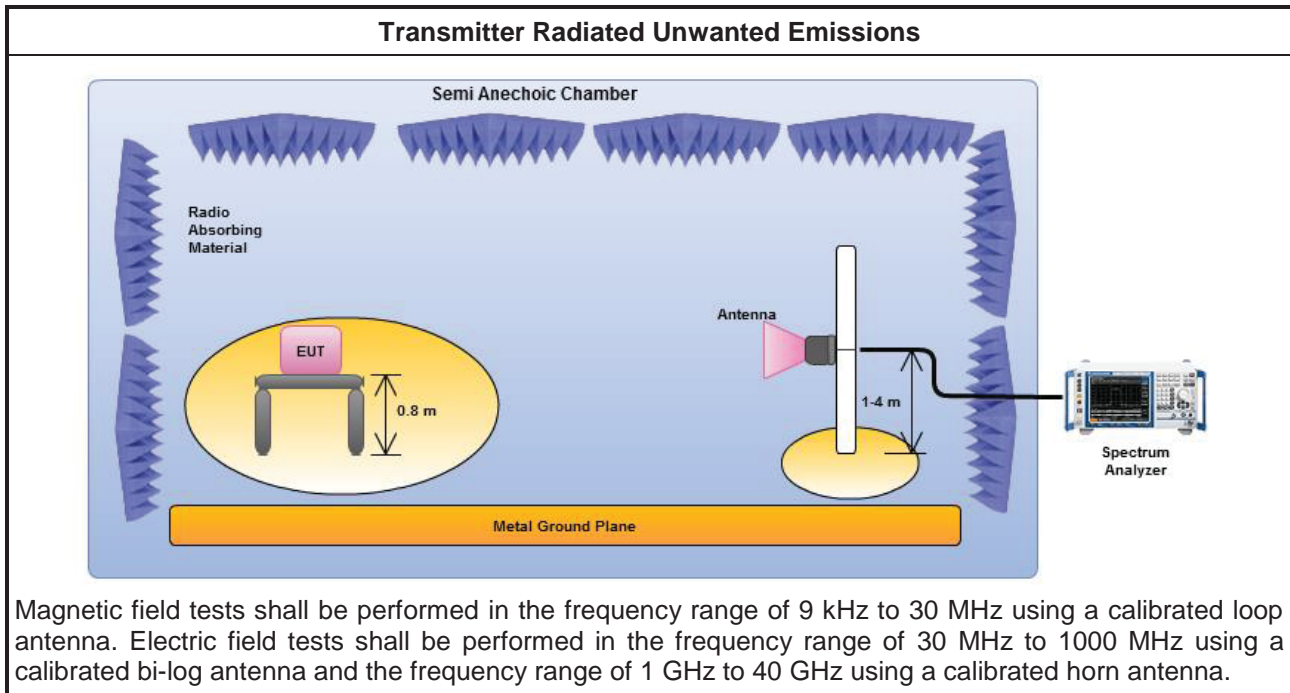 Transmitter Radiated Unwanted Emissions
Semi Anechoic Chamber
Radio
Absorbing
Material
Antenna
EUT
0.8 m
1-4 m
Spectrum
Analyzer
Metal Ground Plane
Magnetic field tests shall be performed in the frequency range of 9 kHz to 30 MHz using a calibrated loop
antenna. Electric field tests shall be performed in the frequency range of 30 MHz to 1000 MHz using a
calibrated bi-log antenna and the frequency range of 1 GHz to 40 GHz using a calibrated horn antenna.